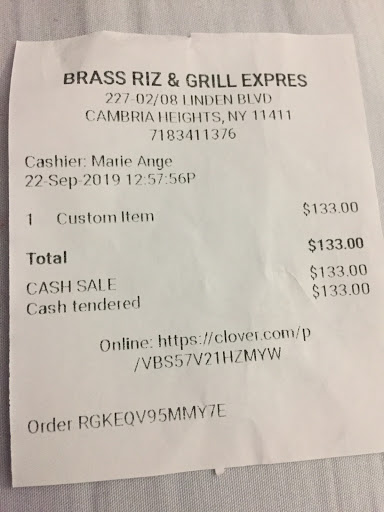 BRASS RIZ & GRILL EXPRES
227-02/08 LINDEN BLVD
CAMBRIA HEIGHTS, NY 11411
7183411376
Cashier: Marie Ange
22-Sep-2019 12:57:56P
1 Custom Item $133.00
Total $133.00
CASH SALE $133.00
Cash tendered $133.00
Online: https://clover.com/p
/VBS57V21HZMYW
Order RGKEQV95MMY7E